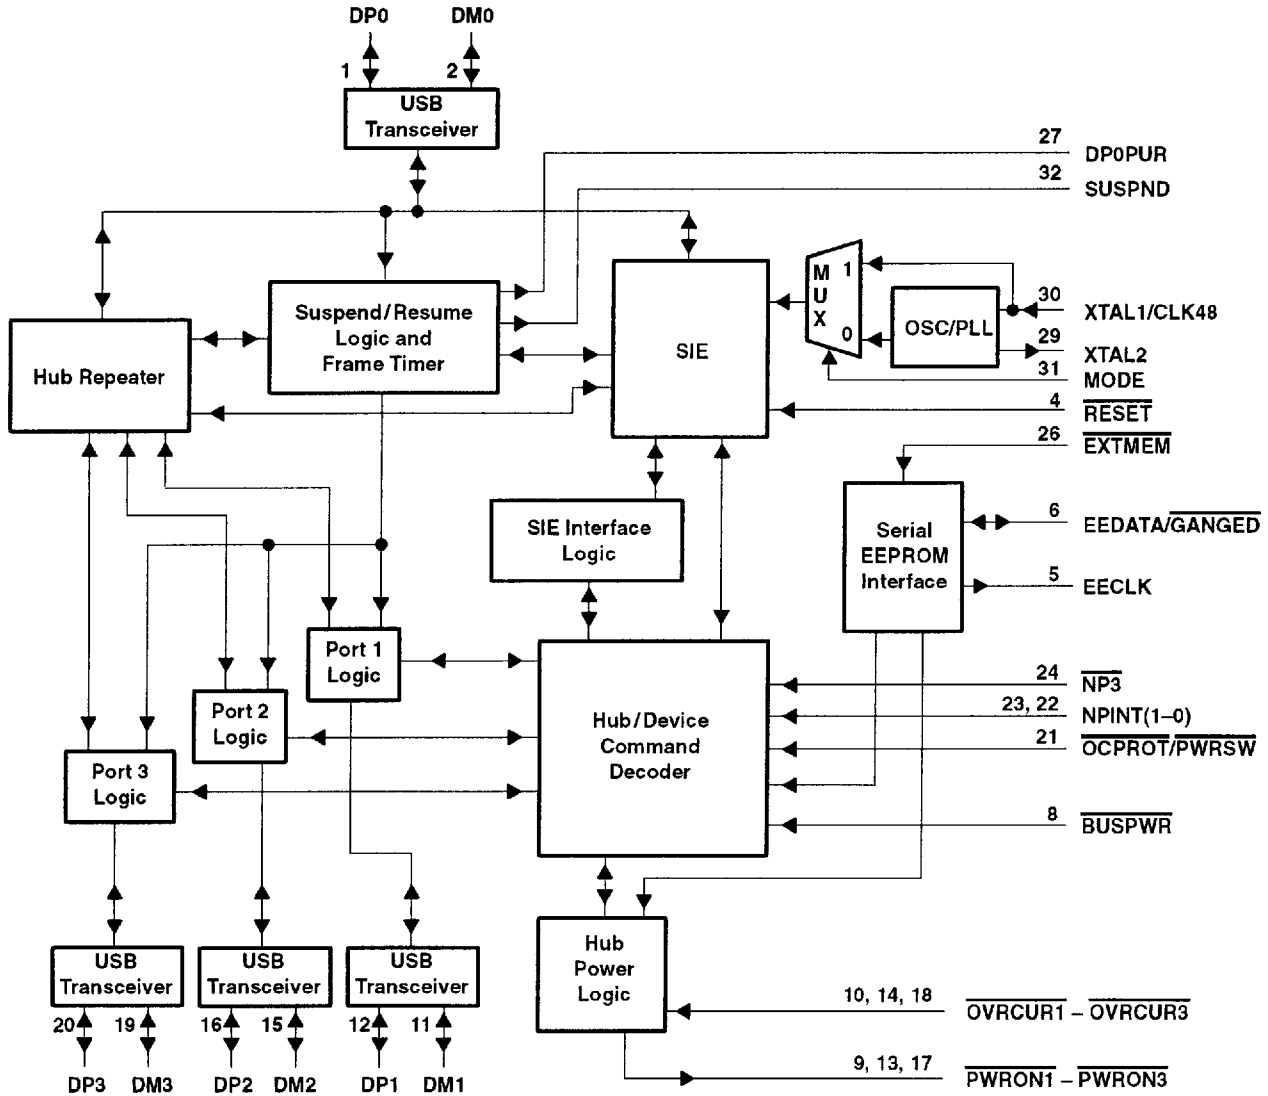 DP0 DM0
1 2
USB
Transceiver
27
DP0PUR
32
SUSPND
Suspend/Resume
Logic and
Frame Timer
Hub Repeater
SIE
MUX
1
0
OSC/PLL
30
XTAL1/CLK48
29
XTAL2
31
MODE
4
RESET
26
EXTMEM
SIE Interface
Logic
Serial
EEPROM
Interface
6
EEDATA/GANGED
5
EECLK
Port 1
Logic
Port 2
Logic
Port 3
Logic
Hub/Device
Command
Decoder
24
NP3
23, 22
NPINT(1–0)
21
OCPROT/PWRSW
8
BUSPWR
Hub
Power
Logic
10, 14, 18
OVRCUR1 – OVRCUR3
9, 13, 17
PWRON1 – PWRON3
USB
Transceiver
USB
Transceiver
USB
Transceiver
20 19 16 15 12 11
DP3 DM3 DP2 DM2 DP1 DM1